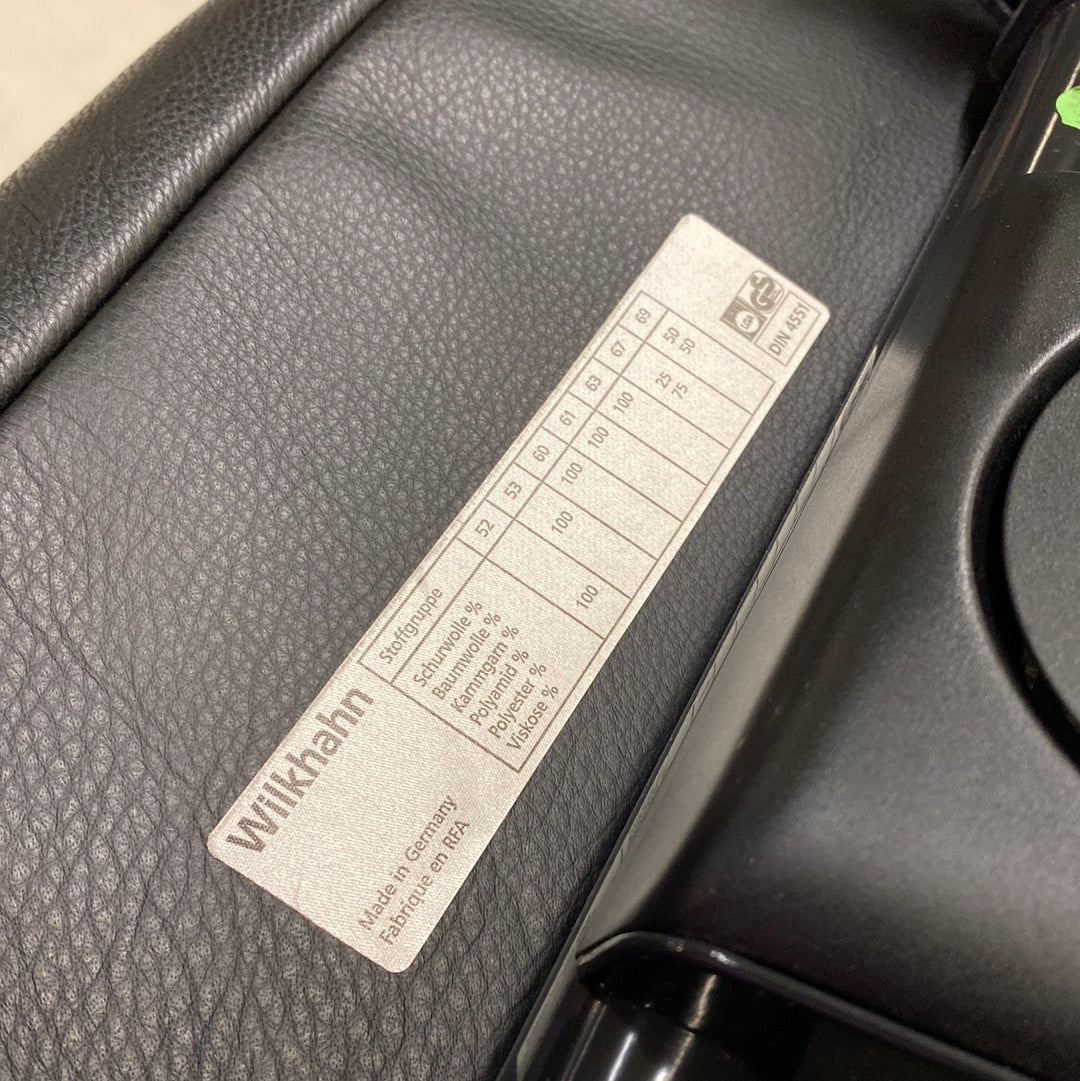 Wilkhahn
Made in Germany
Fabriqué en RFA
Stoffgruppe 52 53 60 61 63 67 69
Schurwolle % 100 100 100 50
Baumwolle % 100 25 50
Kammgarn % 75
Polyamid %
Polyester % 100
Viskose %
LGA
DIN 4551